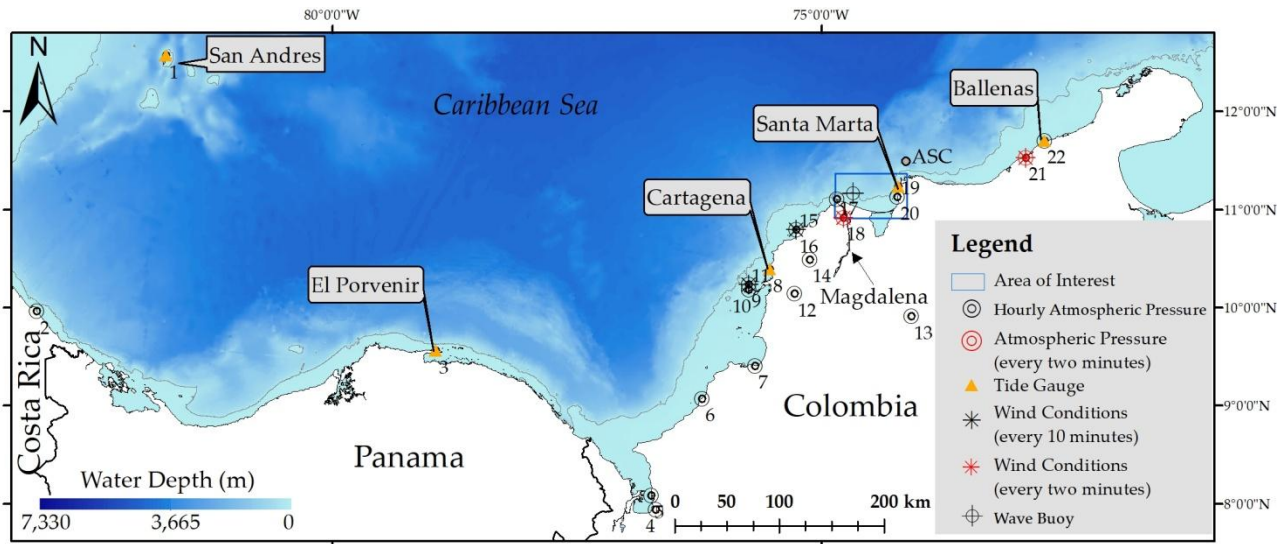 80°0'0"W
75°0'0"W
N
San Andres
1
Caribbean Sea
Ballenas
12°0'0"N
Santa Marta
ASC
22
21
19
20
Cartagena
17
11°0'0"N
15
18
16
14
Legend
El Porvenir
11
8
Area of Interest
10
9
Magdalena
12
10°0'0"N
Hourly Atmospheric Pressure
2
13
Atmospheric Pressure
(every two minutes)
3
7
Tide Gauge
Costa Rica
6
Colombia
9°0'0"N
Wind Conditions
(every 10 minutes)
Panama
Wind Conditions
(every two minutes)
Water Depth (m)
0 50 100 200 km
8°0'0"N
7,330 3,665 0
4
5
Wave Buoy